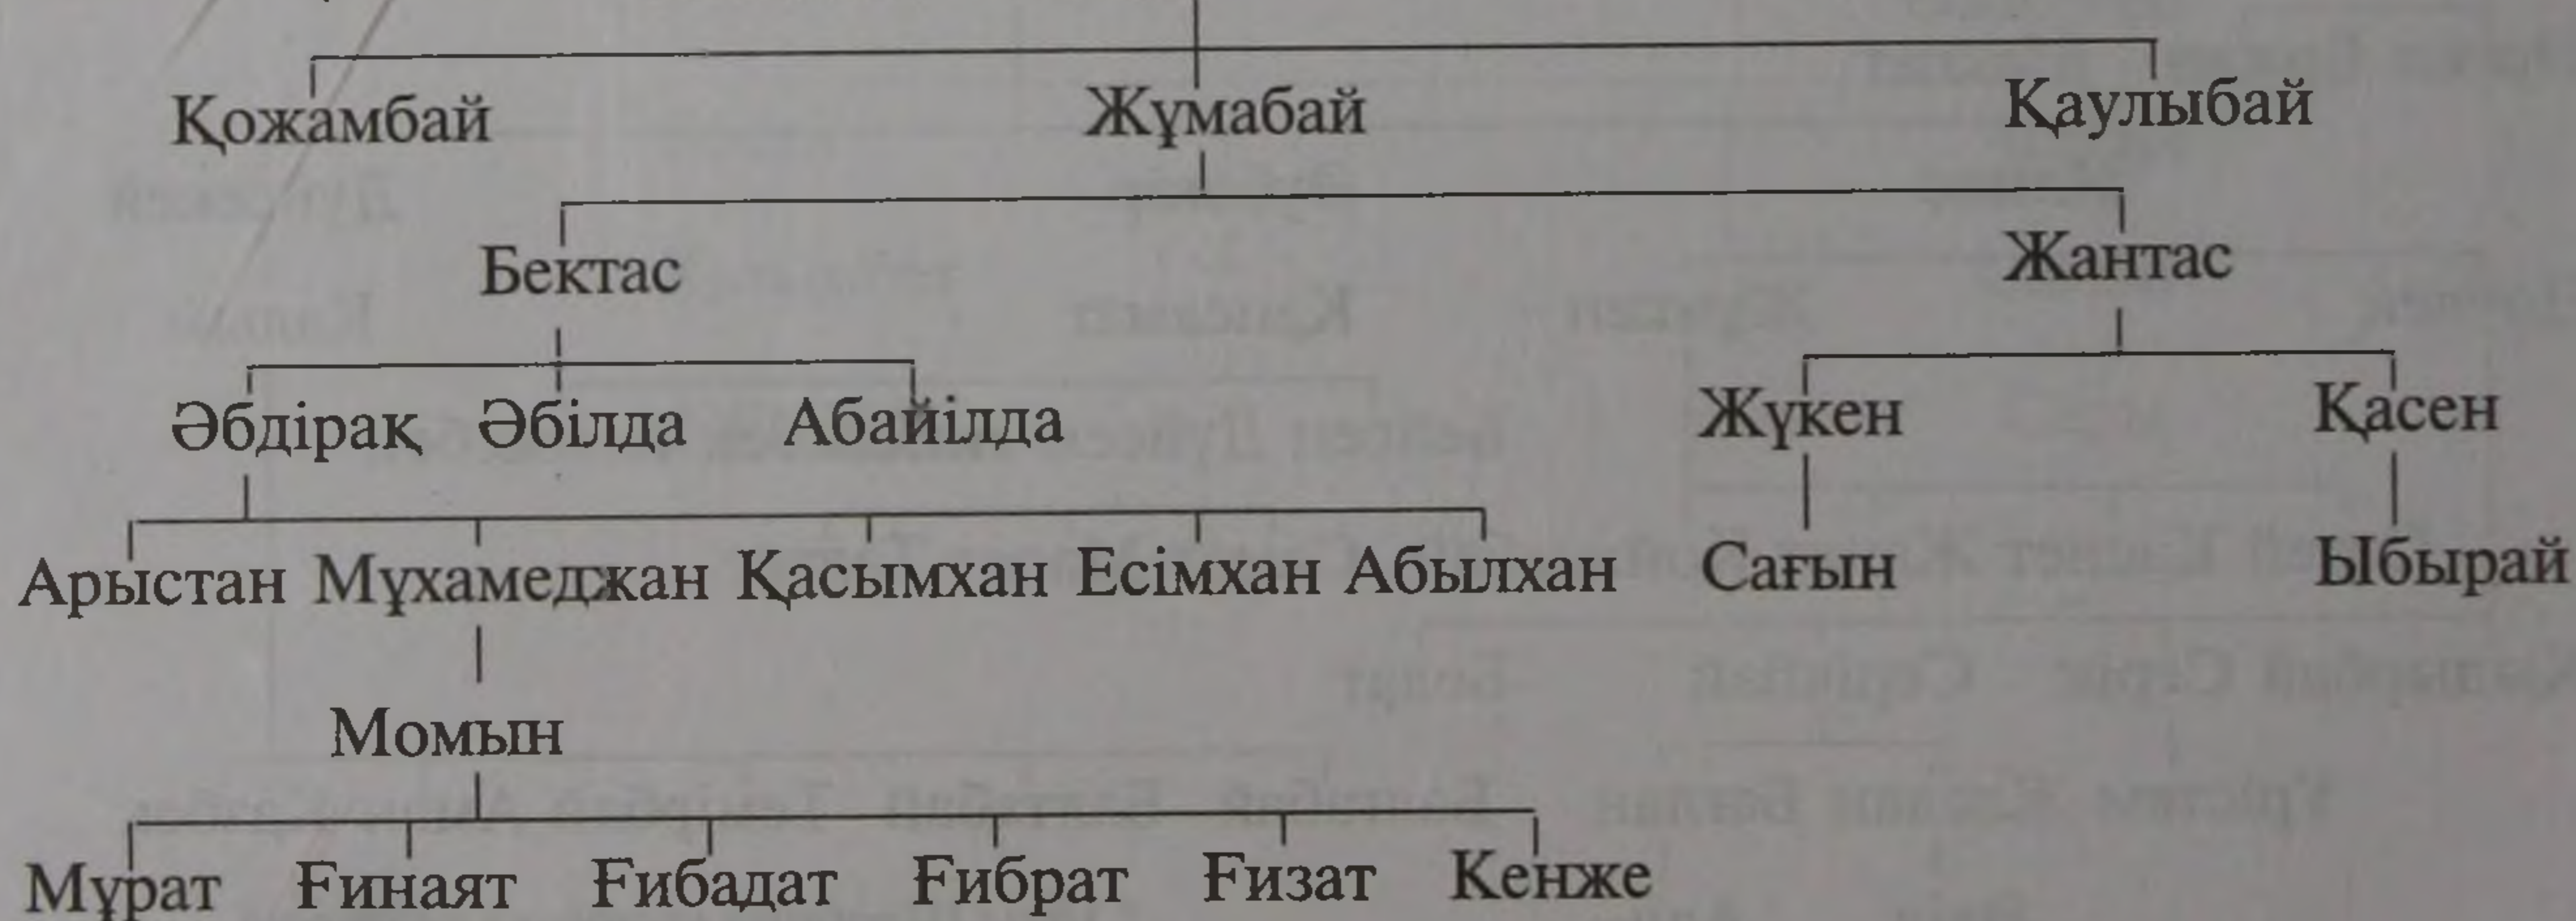 Қожамбай Жұмабай Қаулыбай
Бектас Жантас
Әбдірақ Әбілда Абайілда Жүкен Қасен
Арыстан Мұхамеджан Қасымхан Есімхан Абылхан Сағын Ыбырай
Момын
Мұрат Ғинаят Ғибадат Ғибрат Ғизат Кенже